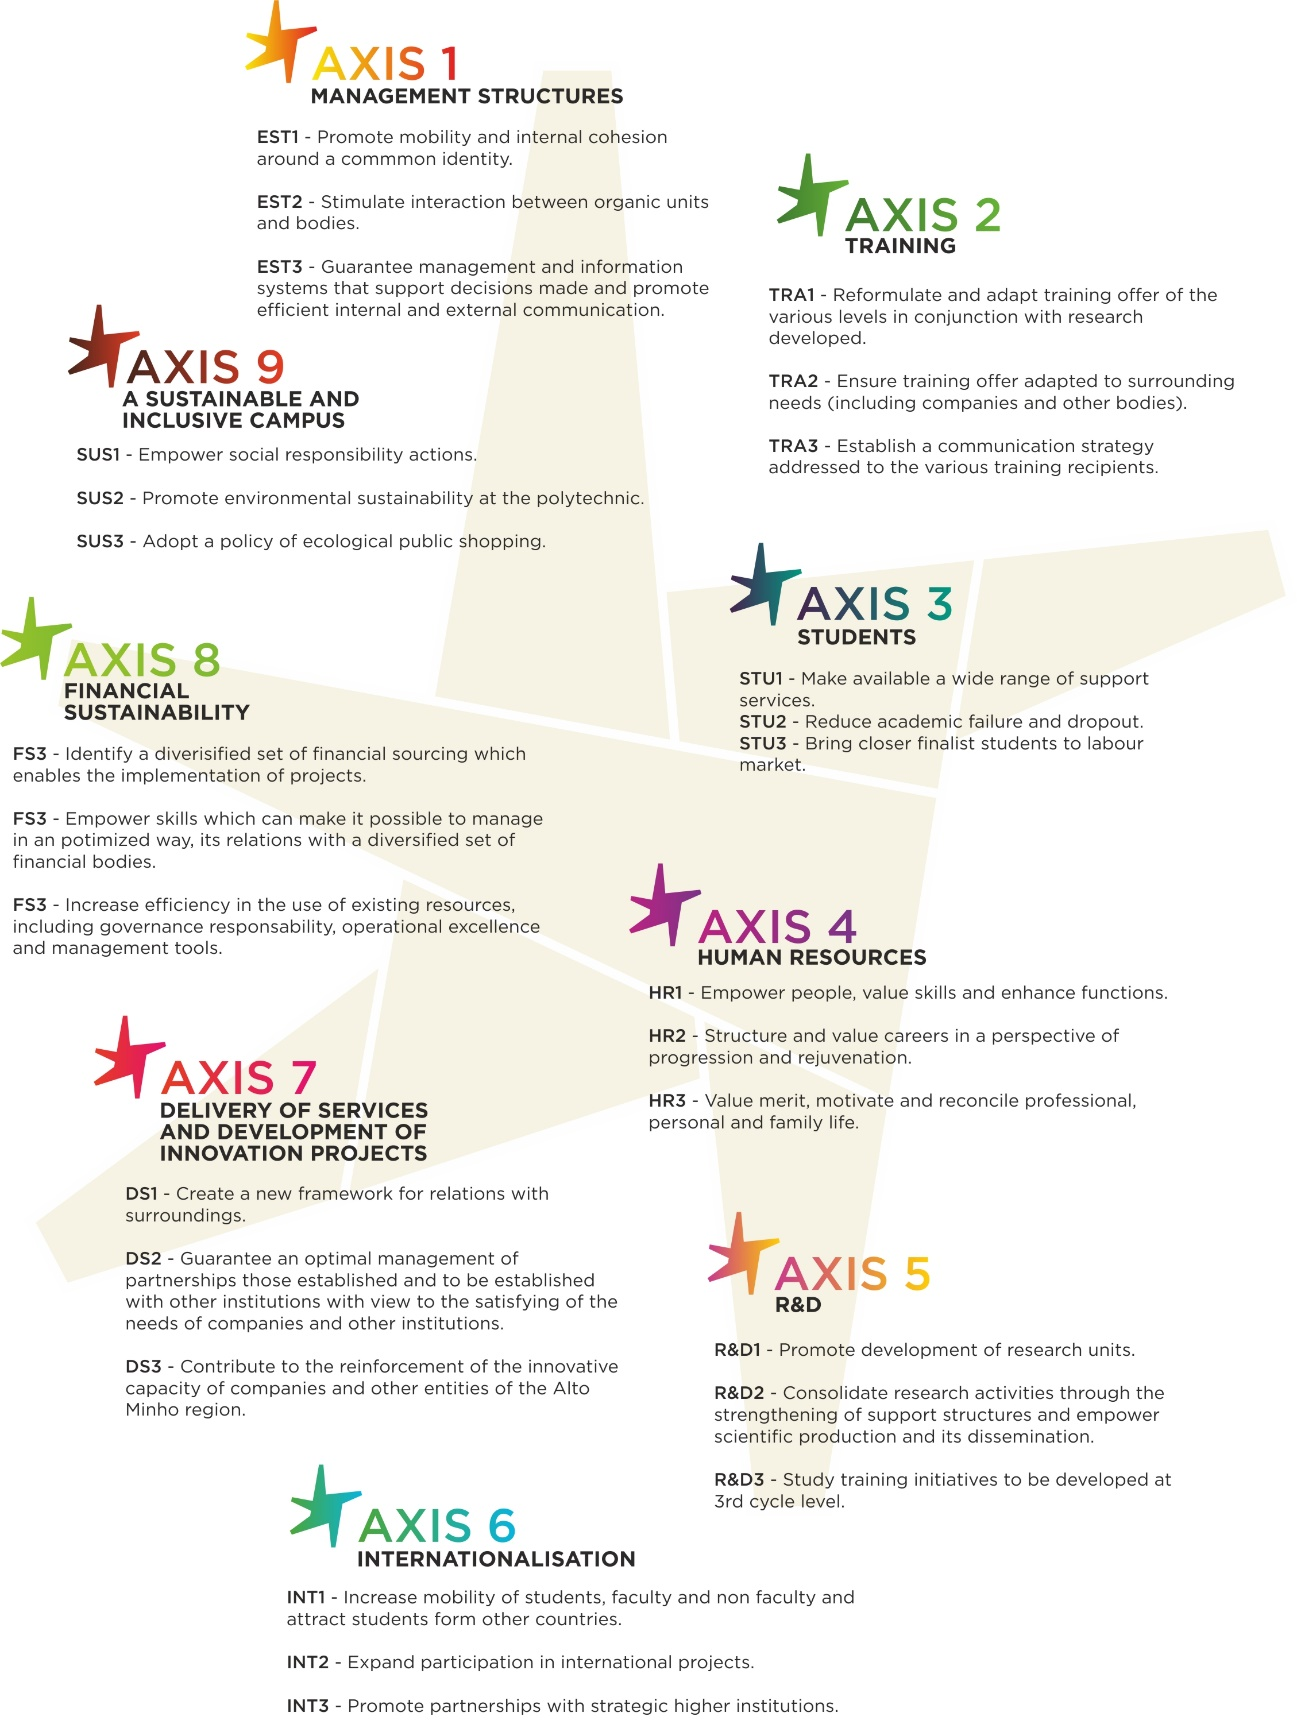 AXIS 1
MANAGEMENT STRUCTURES
EST1 - Promote mobility and internal cohesion
around a commmon identity.
EST2 - Stimulate interaction between organic units
and bodies.
EST3 - Guarantee management and information
systems that support decisions made and promote
efficient internal and external communication.
AXIS 2
TRAINING
TRA1 - Reformulate and adapt training offer of the
various levels in conjunction with research
developed.
TRA2 - Ensure training offer adapted to surrounding
needs (including companies and other bodies).
TRA3 - Establish a communication strategy
addressed to the various training recipients.
AXIS 3
STUDENTS
STU1 - Make available a wide range of support
services.
STU2 - Reduce academic failure and dropout.
STU3 - Bring closer finalist students to labour
market.
AXIS 4
HUMAN RESOURCES
HR1 - Empower people, value skills and enhance functions.
HR2 - Structure and value careers in a perspective of
progression and rejuvenation.
HR3 - Value merit, motivate and reconcile professional,
personal and family life.
AXIS 5
R&D
R&D1 - Promote development of research units.
R&D2 - Consolidate research activities through the
strengthening of support structures and empower
scientific production and its dissemination.
R&D3 - Study training initiatives to be developed at
3rd cycle level.
AXIS 6
INTERNATIONALISATION
INT1 - Increase mobility of students, faculty and non faculty and
attract students form other countries.
INT2 - Expand participation in international projects.
INT3 - Promote partnerships with strategic higher institutions.
AXIS 7
DELIVERY OF SERVICES
AND DEVELOPMENT OF
INNOVATION PROJECTS
DS1 - Create a new framework for relations with
surroundings.
DS2 - Guarantee an optimal management of
partnerships those established and to be established
with other institutions with view to the satisfying of the
needs of companies and other institutions.
DS3 - Contribute to the reinforcement of the innovative
capacity of companies and other entities of the Alto
Minho region.
AXIS 8
FINANCIAL
SUSTAINABILITY
FS3 - Identify a diverisified set of financial sourcing which
enables the implementation of projects.
FS3 - Empower skills which can make it possible to manage
in an potimized way, its relations with a diversified set of
financial bodies.
FS3 - Increase efficiency in the use of existing resources,
including governance responsability, operational excellence
and management tools.
AXIS 9
A SUSTAINABLE AND
INCLUSIVE CAMPUS
SUS1 - Empower social responsibility actions.
SUS2 - Promote environmental sustainability at the polytechnic.
SUS3 - Adopt a policy of ecological public shopping.